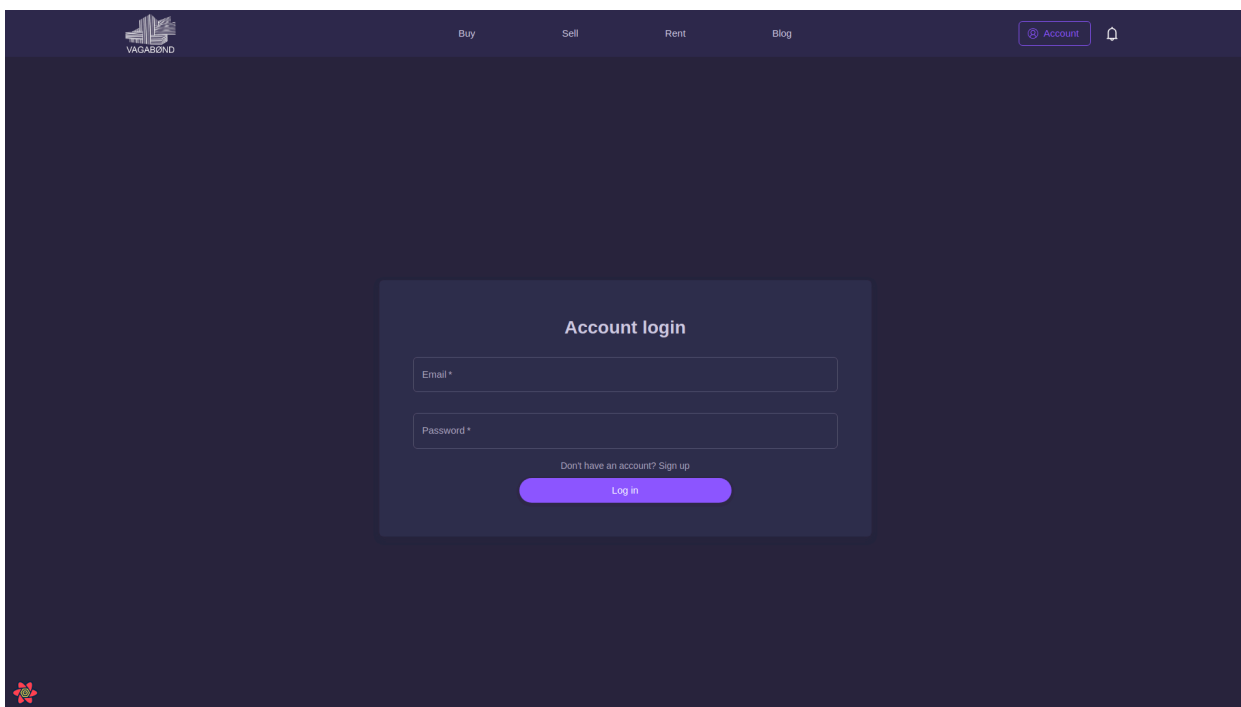 VAGABØND
Buy Sell Rent Blog Account
Account login
Email *
Password *
Don't have an account? Sign up
Log in